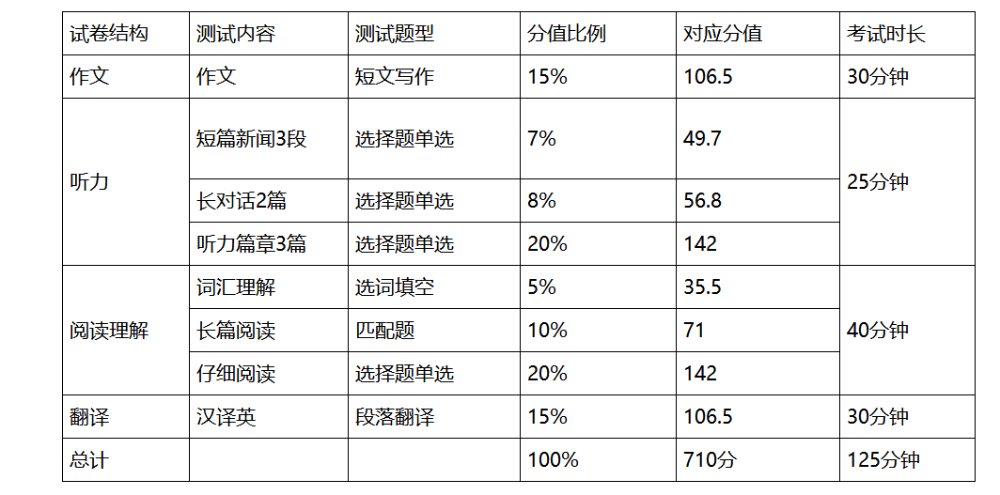 试卷结构 测试内容 测试题型 分值比例 对应分值 考试时长
作文 作文 短文写作 15% 106.5 30分钟
听力 短篇新闻3段 选择题单选 7% 49.7 25分钟
长对话2篇 选择题单选 8% 56.8
听力篇章3篇 选择题单选 20% 142
阅读理解 词汇理解 选词填空 5% 35.5 40分钟
长篇阅读 匹配题 10% 71
仔细阅读 选择题单选 20% 142
翻译 汉译英 段落翻译 15% 106.5 30分钟
总计 100% 710分 125分钟